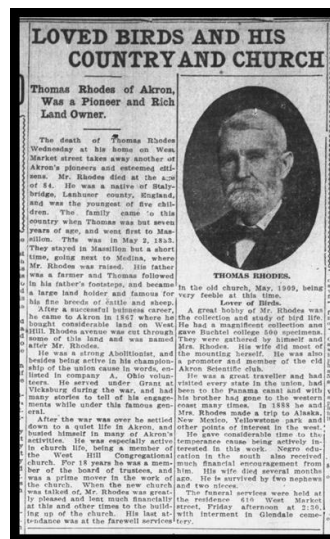 LOVED BIRDS AND HIS
COUNTRY AND CHURCH
Thomas Rhodes of Akron,
Was a Pioneer and Rich
Land Owner.
The death of Thomas Rhodes
Wednesday at his home on West
Market street takes away another of
Akron's pioneers and esteemed citi-
zens. Mr. Rhodes died at the age
of 84. He was a native of Staly-
bridge, Lanhuser county, England,
and was the youngest of five chil-
dren. The family came to this
country when Thomas was but seven
years of age, and went first to Mas-
sillon. This was in May 2, 1853.
They stayed in Massillon but a short
time, going next to Medina, where
Mr. Rhodes was raised. His father
was a farmer and Thomas followed
in his father's footsteps, and became
a large land holder and famous for
his fine breeds of cattle and sheep.
After a successful buiness career,
he came to Akron in 1867 where he
bought considerable land on West
Hill. Rhodes avenue was cut through
some of this land and was named
after Mr. Rhodes.
He was a strong Abolitionist, and
besides being active in his champion-
ship of the union cause in words, en-
listed in company A, Ohio volun-
teers. He served under Grant at
Vicksburg during the war, and had
many stories to tell of his engage-
ments while under this famous gen-
eral.
After the war was over he settled
down to a quiet life in Akron, and
busied himself in many of Akron's
activities. He was especially active
in church life, being a member of
the West Hill Congregational
church. For 18 years he was a mem-
ber of the board of trustees, and
was a prime mover in the work of
the church. When the new church
was talked of, Mr. Rhodes was great-
ly pleased and lent much financially
at this and other times to the build-
ing up of the church. His last at-
tendance was at the farewell services
THOMAS RHODES.
in the old church, May, 1909, being
very feeble at this time.
Lover of Birds.
A great hobby of Mr. Rhodes was
the collection and study of bird life.
He had a magnificent collection and
gave Buchtel college 500 specimens.
They were gathered by himself and
Mrs. Rhodes. His wife did most of
the mounting herself. He was also
a promoter and member of the old
Akron Scientific club.
He was a great traveller and had
visited every state in the union, had
been to the Panama canal and with
his brother had gone to the western
coast many times. In 1888 he and
Mrs. Rhodes made a trip to Alaska,
New Mexico, Yellowstone park and
other points of interest in the west.
He gave considerable time to the
temperance cause being actively in-
terested in this work. Negro edu-
cation in the south also received
much financial encouragement from
him. His wife died several months
ago. He is survived by two nephews
and two nieces.
The funeral services were held at
the residence 610 West Market
street, Friday afternoon at 2:30,
with interment in Glendale ceme-
tery.